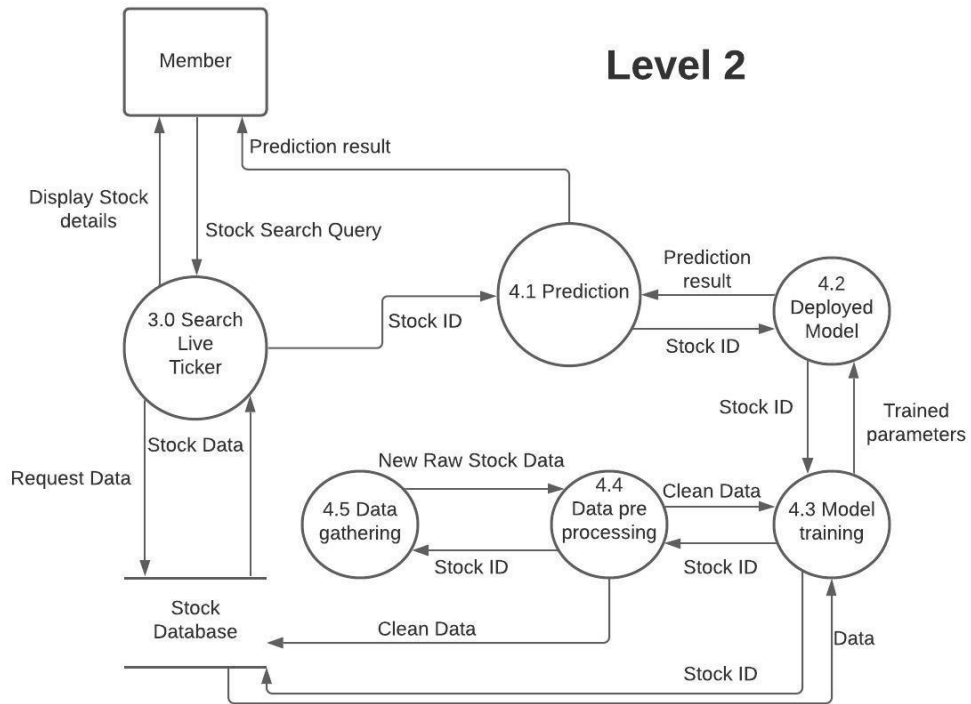 Member
Level 2
Prediction result
Display Stock
details
Stock Search Query
Prediction
result
4.1 Prediction
4.2
Deployed
Model
3.0 Search
Live
Ticker
Stock ID
Stock ID
Stock ID
Trained
parameters
Stock Data
Request Data
New Raw Stock Data
4.5 Data
gathering
4.4
Data pre
processing
Clean Data
4.3 Model
training
Stock ID
Stock ID
Stock
Database
Clean Data
Data
Stock ID